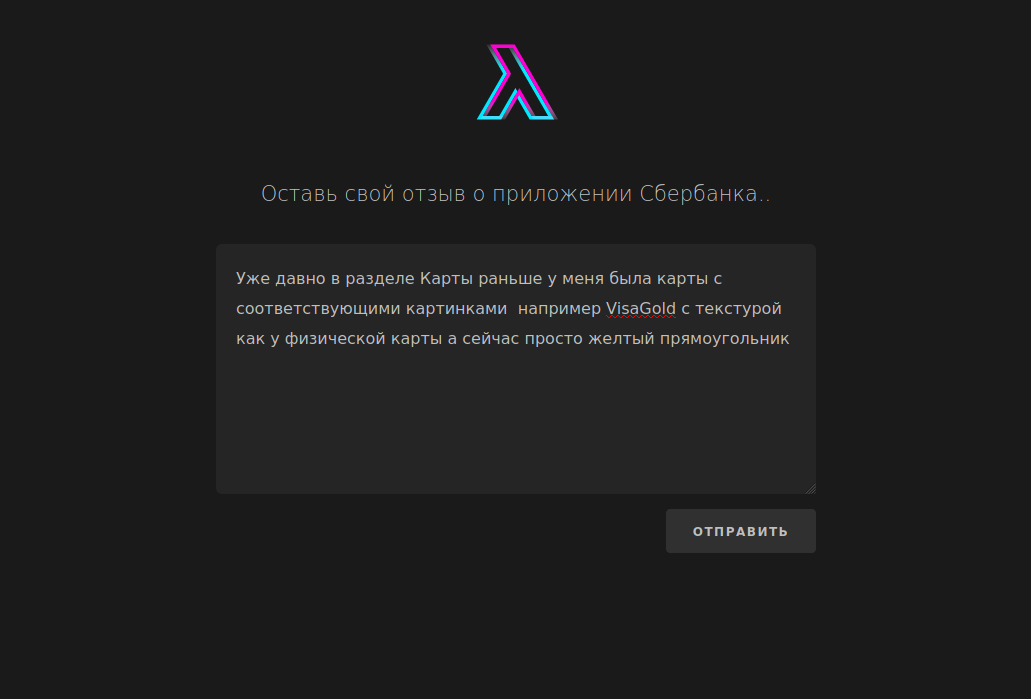 Оставь свой отзыв о приложении Сбербанка..
Уже давно в разделе Карты раньше у меня была карты с
соответствующими картинками  например VisaGold с текстурой
как у физической карты а сейчас просто желтый прямоугольник
ОТПРАВИТЬ